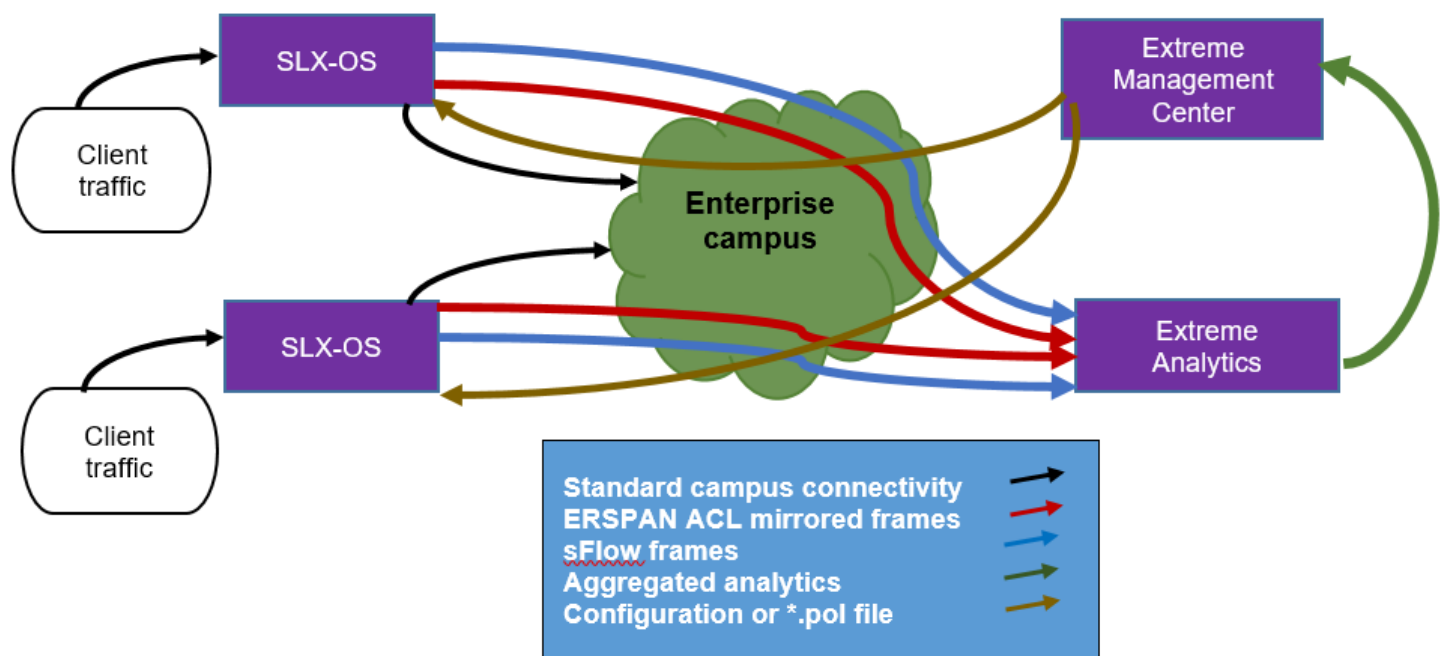 SLX-OS
Client
traffic
Extreme
Management
Center
Enterprise
campus
SLX-OS
Client
traffic
Extreme
Analytics
Standard campus connectivity
ERSPAN ACL mirrored frames
sFlow frames
Aggregated analytics
Configuration or *.pol file